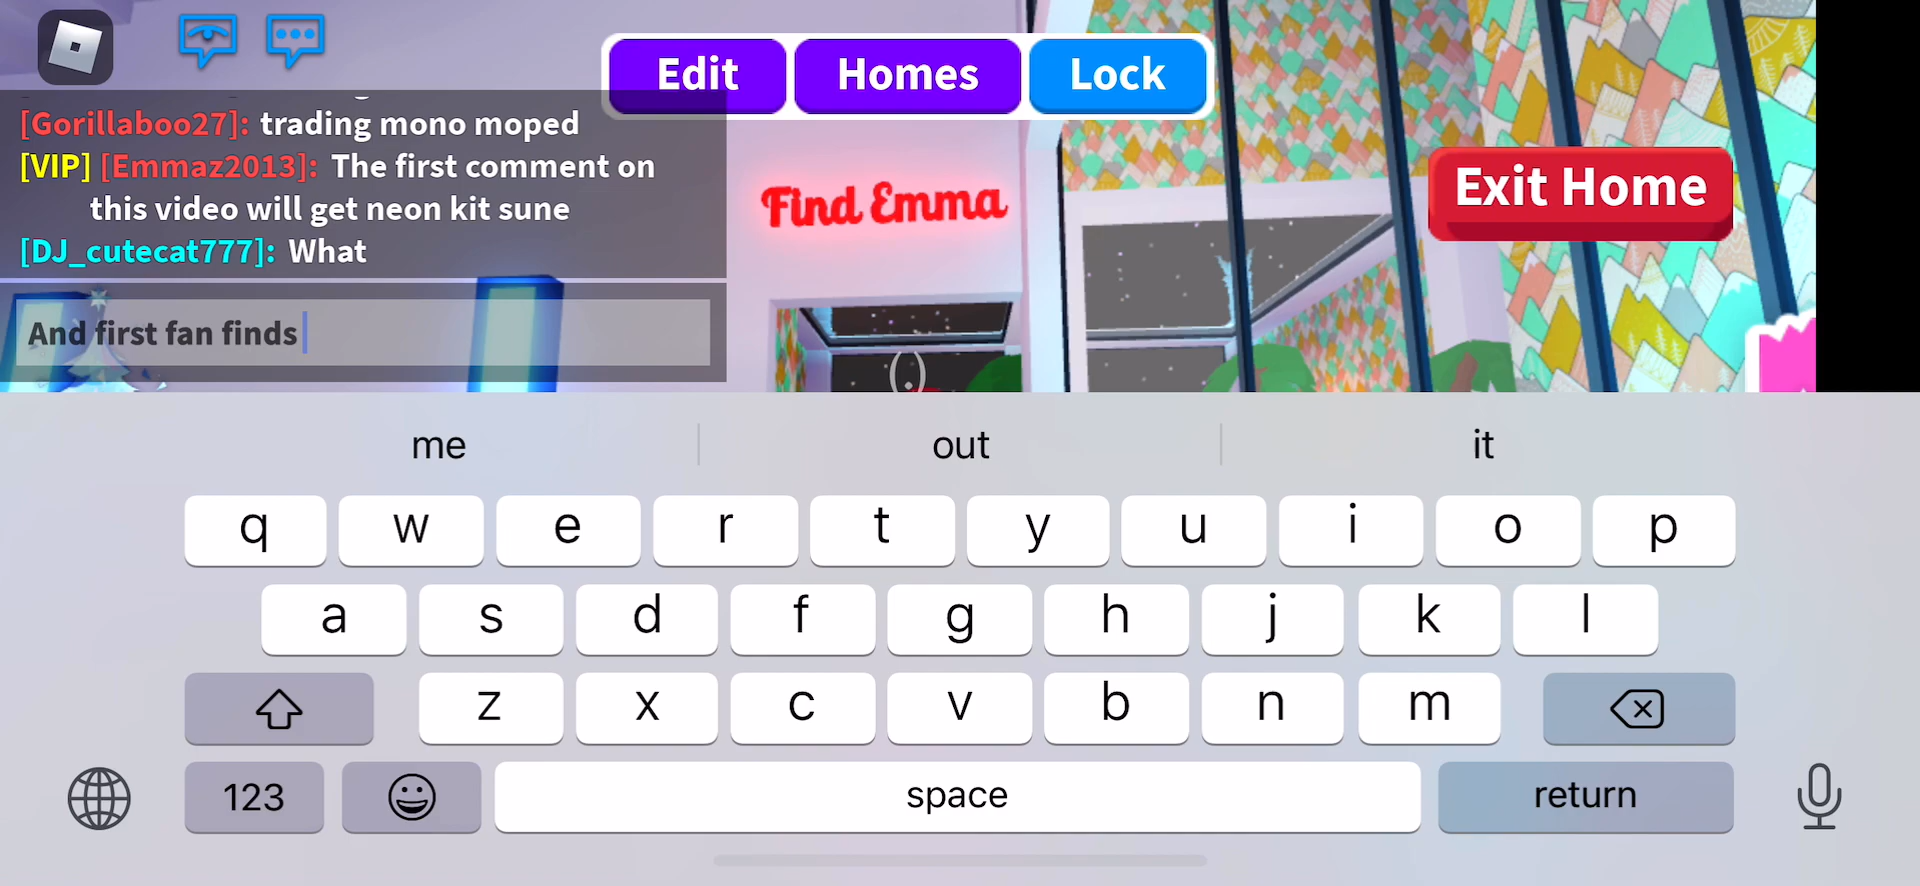 Edit Homes Lock
[Gorillaboo27]: trading mono moped
[VIP] [Emmaz2013]: The first comment on
this video will get neon kit sune
[DJ_cutecat777]: What
Find Emma
Exit Home
And first fan finds
me out it
q w e r t y u i o p
a s d f g h j k l
z x c v b n m
123 space return